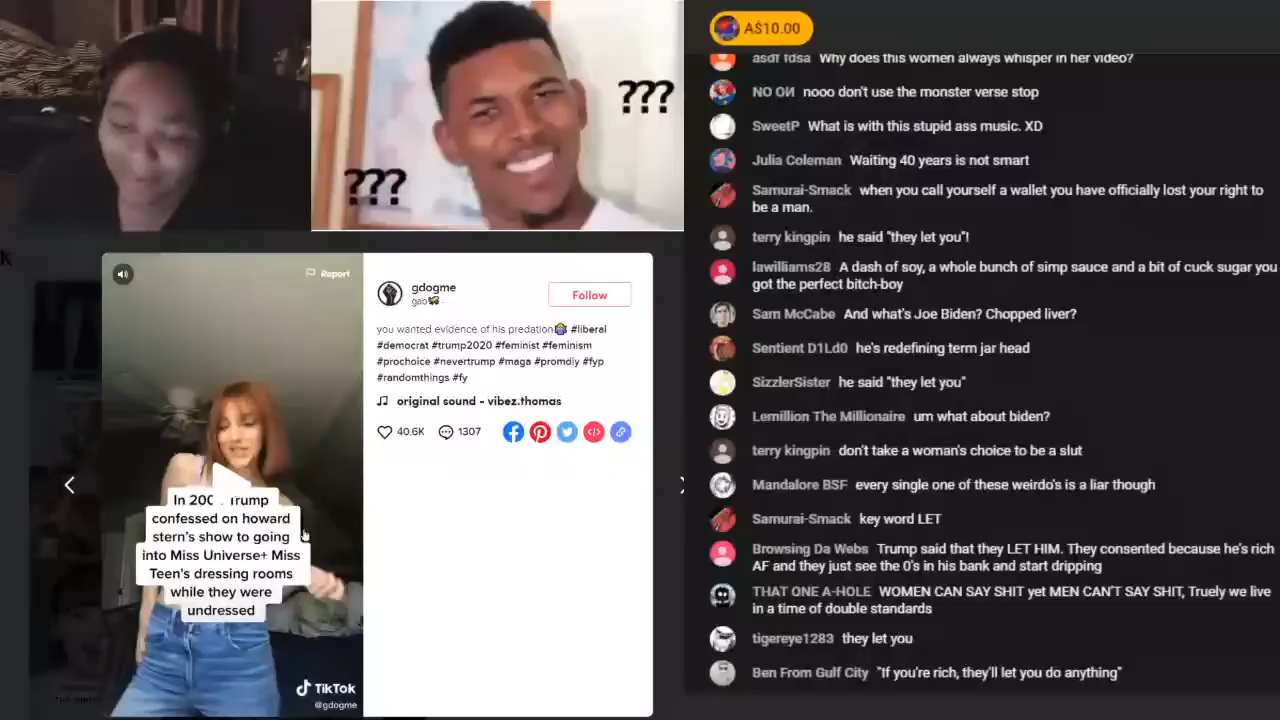 A$10.00
asdf fdsa Why does this women always whisper in her video?
NO ON nooo don't use the monster verse stop
SweetP What is with this stupid ass music. XD
Julia Coleman Waiting 40 years is not smart
Samurai-Smack when you call yourself a wallet you have officially lost your right to
be a man.
terry kingpin he said "they let you"!
lawilliams28 A dash of soy, a whole bunch of simp sauce and a bit of cuck sugar you
got the perfect bitch-boy
Sam McCabe And what's Joe Biden? Chopped liver?
Sentient D1Ld0 he's redefining term jar head
SizzlerSister he said "they let you"
Lemillion The Millionaire um what about biden?
terry kingpin don't take a woman's choice to be a slut
Mandalore BSF every single one of these weirdo's is a liar though
Samurai-Smack key word LET
Browsing Da Webs Trump said that they LET HIM. They consented because he's rich
AF and they just see the 0's in his bank and start dripping
THAT ONE A-HOLE WOMEN CAN SAY SHIT yet MEN CAN'T SAY SHIT, Truely we live
in a time of double standards
tigereye1283 they let you
Ben From Gulf City "If you're rich, they'll let you do anything"
???
???
k
Report
gdogme
gab
Follow
you wanted evidence of his predation #liberal
#democrat #trump2020 #feminist #feminism
#prochoice #nevertrump #maga #promdiy #fyp
#randomthings #fy
original sound - vibez.thomas
40.6K 1307
In Trump
confessed on howard
stern's show to going
into Miss Universe+ Miss
Teen's dressing rooms
while they were
undressed
TikTok
@gdogme